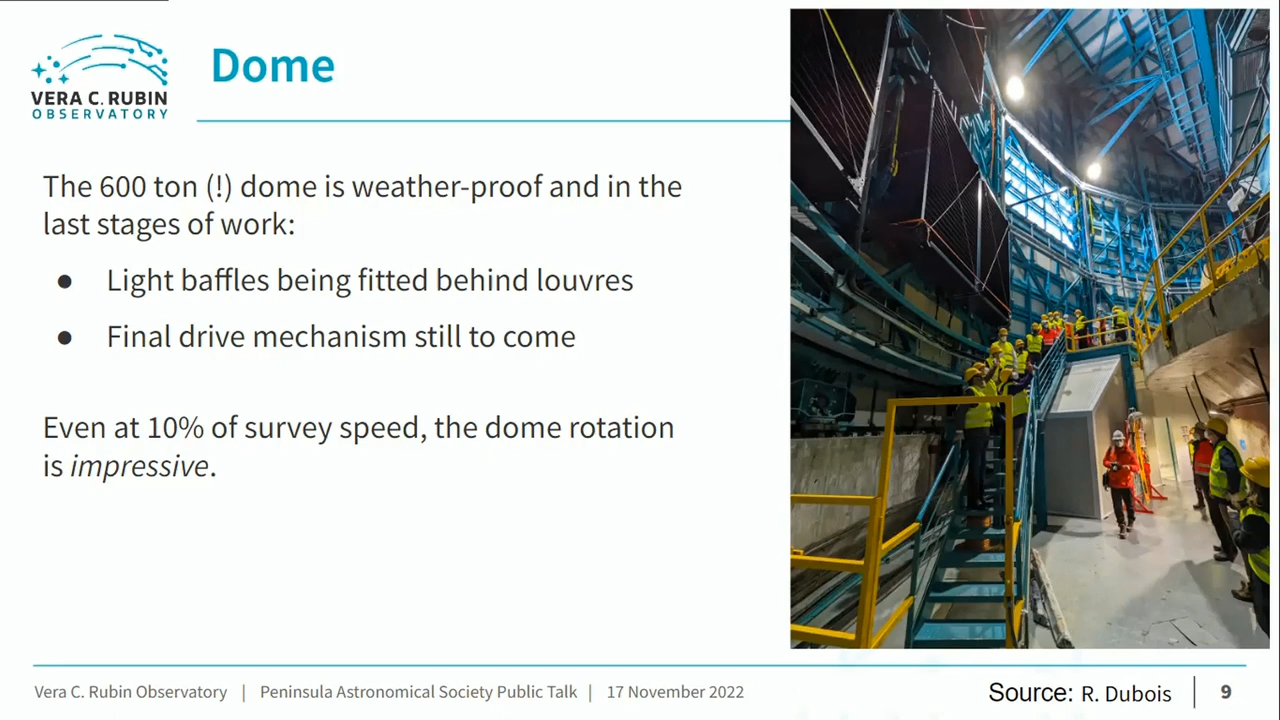 VERA C. RUBIN
OBSERVATORY
Dome
The 600 ton (!) dome is weather-proof and in the
last stages of work:
● Light baffles being fitted behind louvres
● Final drive mechanism still to come
Even at 10% of survey speed, the dome rotation
is impressive.
Vera C. Rubin Observatory | Peninsula Astronomical Society Public Talk | 17 November 2022
Source: R. Dubois | 9